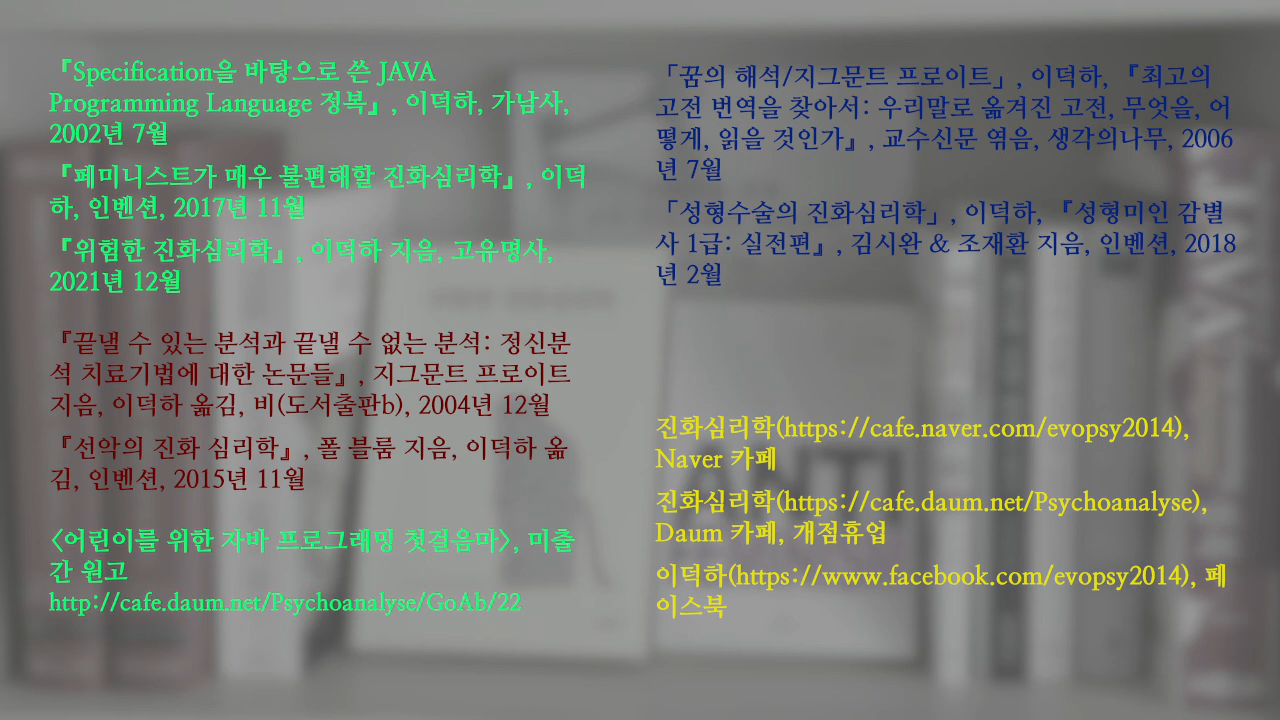 『Specification을 바탕으로 쓴 JAVA
Programming Language 정복』, 이덕하, 가남사,
2002년 7월
『페미니스트가 매우 불편해할 진화심리학』, 이덕
하, 인벤션, 2017년 11월
『위험한 진화심리학』, 이덕하 지음, 고유명사,
2021년 12월
『끝낼 수 있는 분석과 끝낼 수 없는 분석: 정신분
석 치료기법에 대한 논문들』, 지그문트 프로이트
지음, 이덕하 옮김, 비(도서출판b), 2004년 12월
『선악의 진화 심리학』, 폴 블룸 지음, 이덕하 옮
김, 인벤션, 2015년 11월
<어린이를 위한 자바 프로그래밍 첫걸음마>, 미출
간 원고
http://cafe.daum.net/Psychoanalyse/GoAb/22
「꿈의 해석/지그문트 프로이트」, 이덕하, 『최고의
고전 번역을 찾아서: 우리말로 옮겨진 고전, 무엇을, 어
떻게, 읽을 것인가』, 교수신문 엮음, 생각의나무, 2006
년 7월
「성형수술의 진화심리학」, 이덕하, 『성형미인 감별
사 1급: 실전편』, 김시완 & 조재환 지음, 인벤션, 2018
년 2월
진화심리학(https://cafe.naver.com/evopsy2014),
Naver 카페
진화심리학(https://cafe.daum.net/Psychoanalyse),
Daum 카페, 개점휴업
이덕하(https://www.facebook.com/evopsy2014), 페
이스북